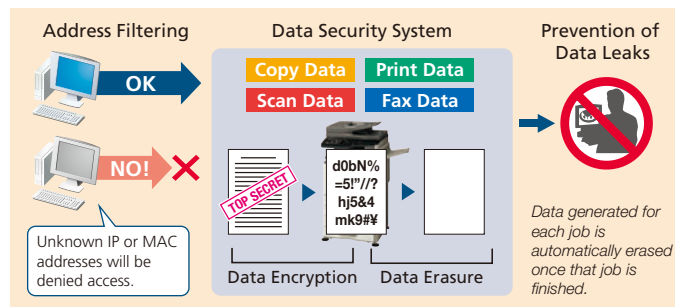 Address Filtering
OK
NO!
Unknown IP or MAC
addresses will be
denied access.
Data Security System
Copy Data
Print Data
Scan Data
Fax Data
TOP SECRET
d0bN%
=5!"//?
hj5&4
mk9#¥
Data Encryption
Data Erasure
Prevention of
Data Leaks
Data generated for
each job is
automatically erased
once that job is
finished.